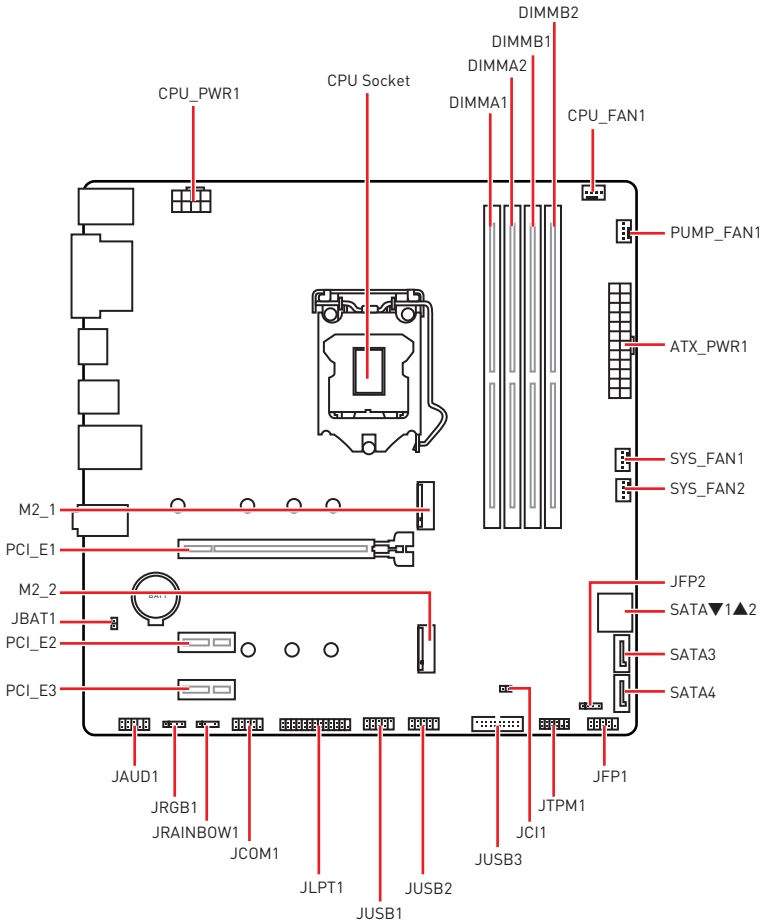 DIMMB2
DIMMB1
DIMMA2
CPU Socket
CPU_PWR1
DIMMA1
CPU_FAN1
PUMP_FAN1
ATX_PWR1
SYS_FAN1
SYS_FAN2
M2_1
PCI_E1
M2_2
JFP2
BATT
JBAT1
SATA▼1▲2
PCI_E2
SATA3
PCI_E3
SATA4
JAUD1
JFP1
JRGB1
JTPM1
JRAINBOW1
JCI1
JCOM1
JUSB3
JLPT1
JUSB2
JUSB1